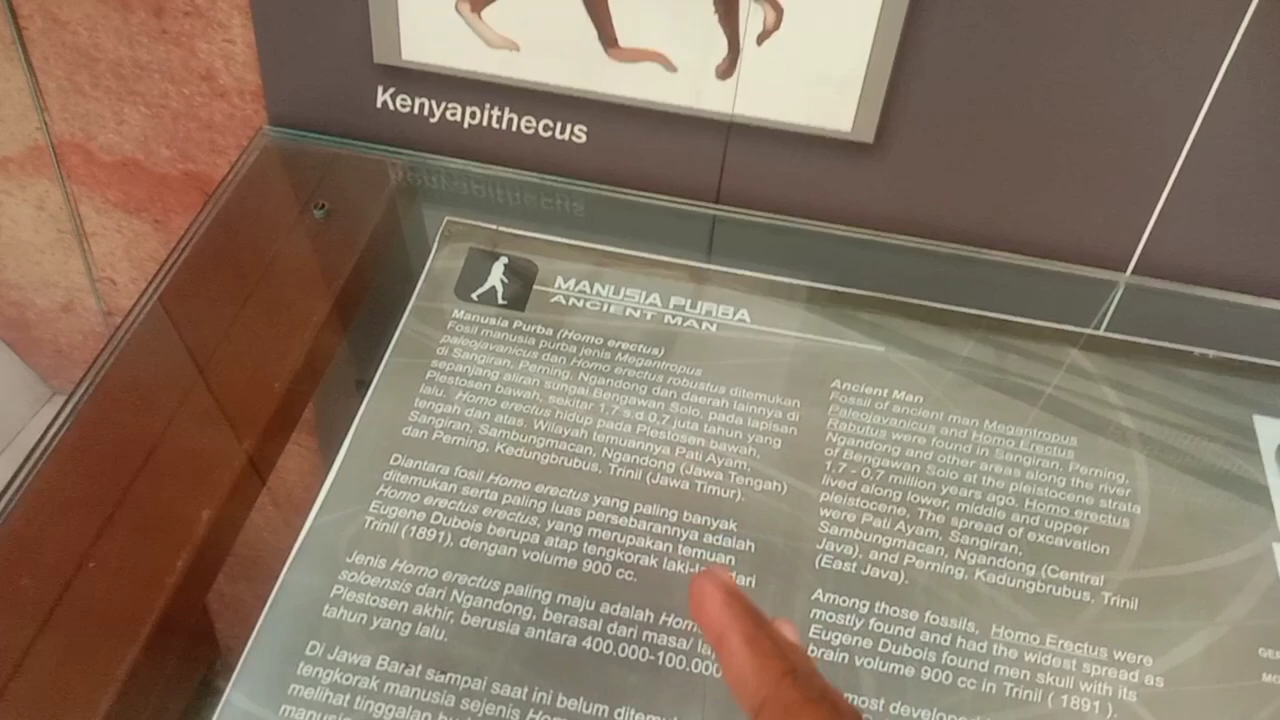 Kenyapithecus
MANUSIA PURBA
ANCIENT MAN
Manusia Purba (Homo erectus)
Fosil manusia purba jenis Megantropus
paleojavanicus dan Homo erectus robustus ditemukan
di Sangiran, Perning, Ngandong dan daerah lainnya di
sepanjang aliran sungai Bengawan Solo, pada lapisan
Plestosen bawah, sekitar 1,7 s.d 0,7 juta tahun yang
lalu. Homo erectus hidup pada Plestosen bawah,
tengah dan atas. Wilayah temuannya Pati Ayam,
Sangiran, Sambungmacan, Ngandong (Jawa Tengah)
dan Perning, Kedungbrubus, Trinil (Jawa Timur).
Diantara fosil Homo erectus yang paling banyak
ditemukan serta paling luas persebarannya adalah
Homo erectus erectus, yang merupakan temuan
Eugene Dubois berupa atap tengkorak dari
Trinil (1891), dengan volume 900 cc.
Jenis Homo erectus paling maju adalah
soloensis dari Ngandong, berasal dari masa/
Plestosen akhir, berusia antara 400.000-100.000
tahun yang lalu.
Di Jawa Barat sampai saat ini belum
tengkorak manusia sejenis
melihat tinggalan
Ancient Man
Fossil of ancient man Megantropus
Paleojavanicus and Homo Erectus
Rabutus were found in Sangiran, Perning,
Ngandong and other areas along the river
of Bengawan Solo at the pleistocene strata
1.7 - 0,7 million years ago. Homo erectus
lived along lower, middle and upper
pleistocene. The spread of excavation
were Pati Ayam, Sangiran,
Sambungmacan, Ngandong (Central
Java), and Perning, Kadungbrubus, Trinil
(East Java).
Among those fossils, Homo Erectus were
mostly found and had the widest spread as
Eugene Dubois found men skull with its
brain volume 900 cc in Trinil ( 1891 ).
most